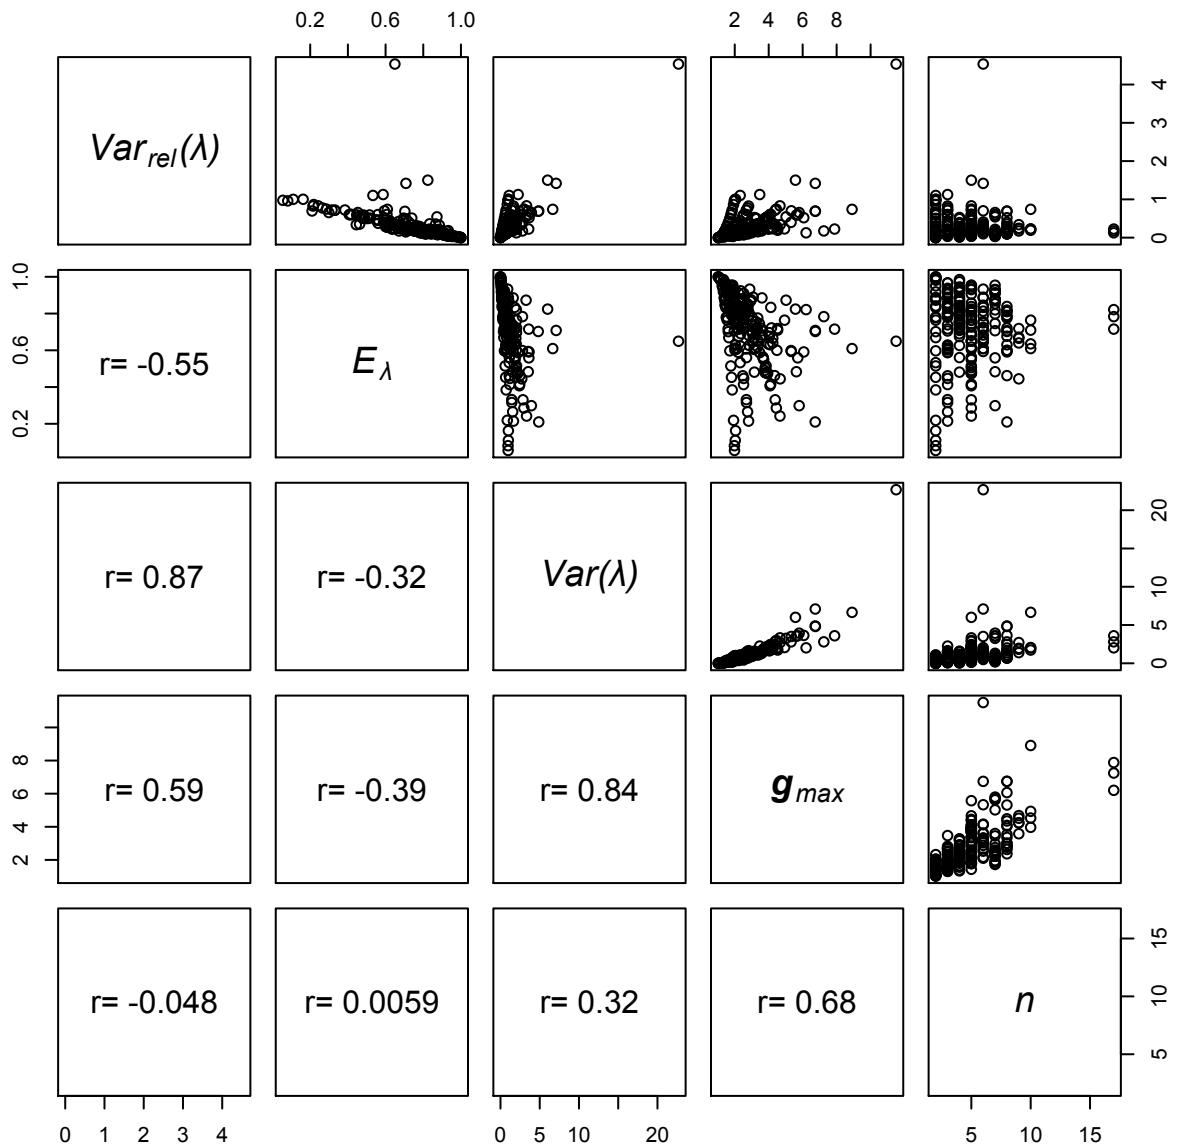 0.2 0.6 1.0
2 4 6 8
Var rel (λ)
0 1 2 3 4
0.2 0.6 1.0
r= -0.55
E λ
r= 0.87
r= -0.32
Var(λ)
0 5 10 20
2 4 6 8
r= 0.59
r= -0.39
r= 0.84
g max
r= -0.048
r= 0.0059
r= 0.32
r= 0.68
n
5 10 15
0 1 2 3 4
0 5 10 20
5 10 15